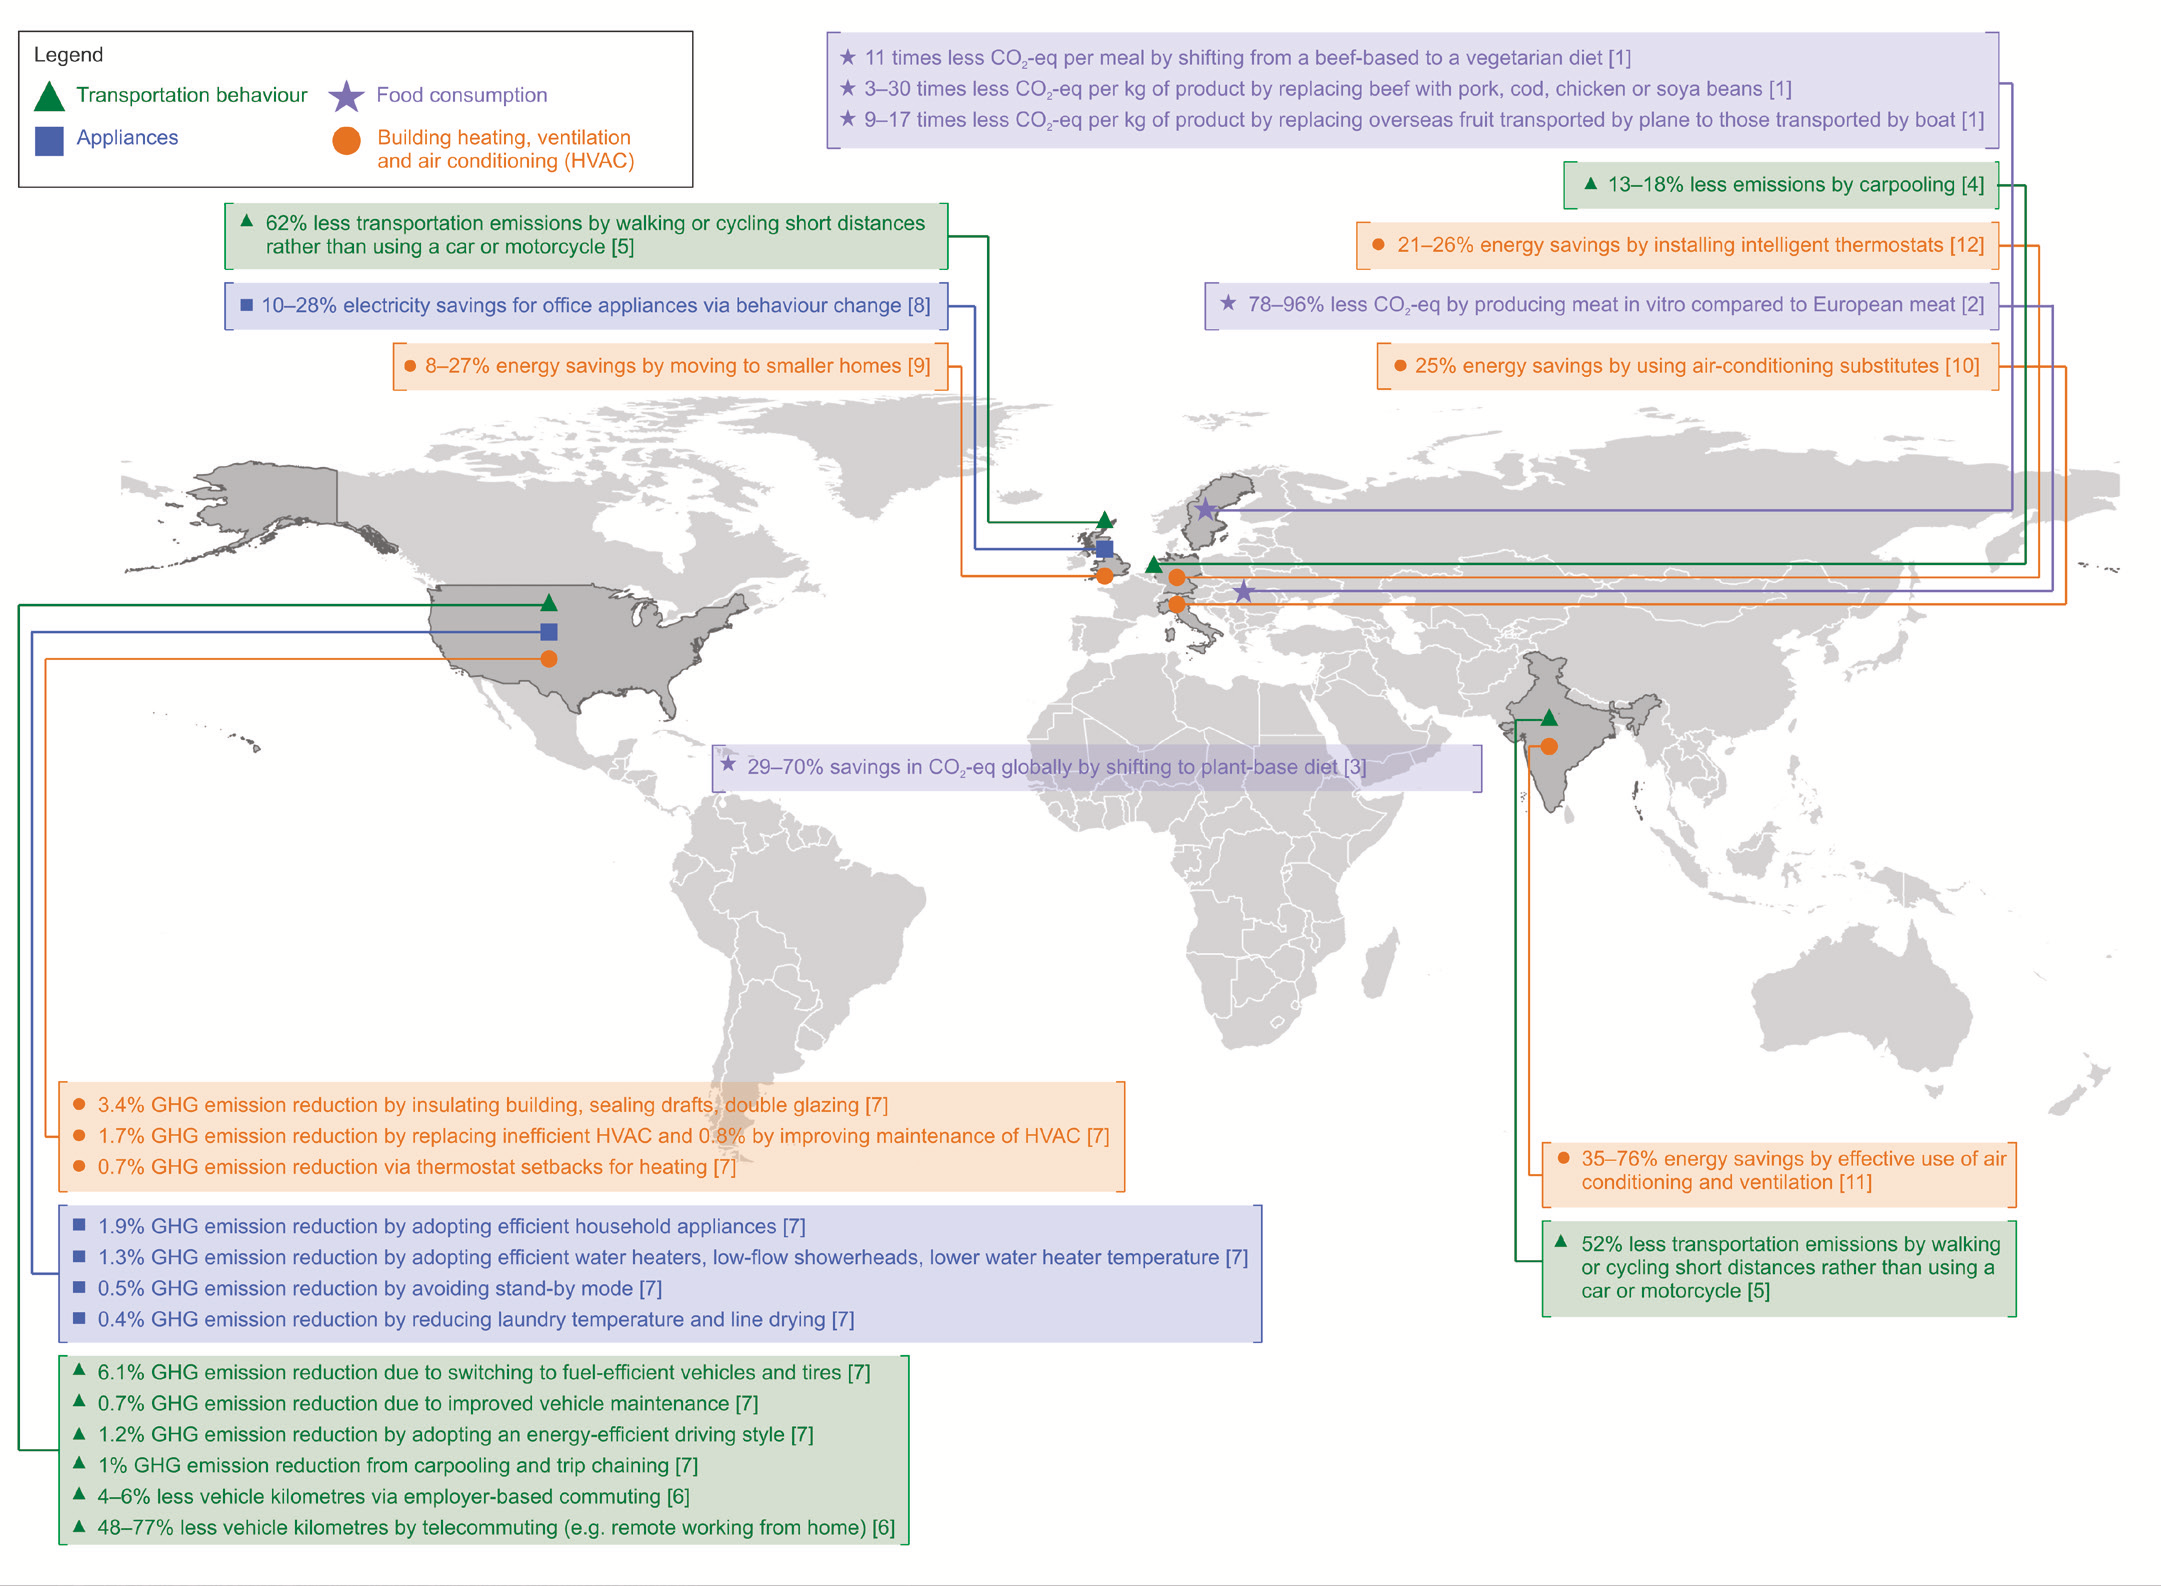 Legend
Transportation behaviour
Food consumption
Appliances
Building heating, ventilation
and air conditioning (HVAC)
11 times less CO₂-eq per meal by shifting from a beef-based to a vegetarian diet [1]
3–30 times less CO₂-eq per kg of product by replacing beef with pork, cod, chicken or soya beans [1]
9–17 times less CO₂-eq per kg of product by replacing overseas fruit transported by plane to those transported by boat [1]
13–18% less emissions by carpooling [4]
62% less transportation emissions by walking or cycling short distances
rather than using a car or motorcycle [5]
21–26% energy savings by installing intelligent thermostats [12]
10–28% electricity savings for office appliances via behaviour change [8]
78–96% less CO₂-eq by producing meat in vitro compared to European meat [2]
8–27% energy savings by moving to smaller homes [9]
25% energy savings by using air-conditioning substitutes [10]
29–70% savings in CO₂-eq globally by shifting to plant-base diet [3]
3.4% GHG emission reduction by insulating building, sealing drafts, double glazing [7]
1.7% GHG emission reduction by replacing inefficient HVAC and 0.8% by improving maintenance of HVAC [7]
0.7% GHG emission reduction via thermostat setbacks for heating [7]
35–76% energy savings by effective use of air
conditioning and ventilation [11]
1.9% GHG emission reduction by adopting efficient household appliances [7]
1.3% GHG emission reduction by adopting efficient water heaters, low-flow showerheads, lower water heater temperature [7]
0.5% GHG emission reduction by avoiding stand-by mode [7]
0.4% GHG emission reduction by reducing laundry temperature and line drying [7]
52% less transportation emissions by walking
or cycling short distances rather than using a
car or motorcycle [5]
6.1% GHG emission reduction due to switching to fuel-efficient vehicles and tires [7]
0.7% GHG emission reduction due to improved vehicle maintenance [7]
1.2% GHG emission reduction by adopting an energy-efficient driving style [7]
1% GHG emission reduction from carpooling and trip chaining [7]
4–6% less vehicle kilometres via employer-based commuting [6]
48–77% less vehicle kilometres by telecommuting (e.g. remote working from home) [6]